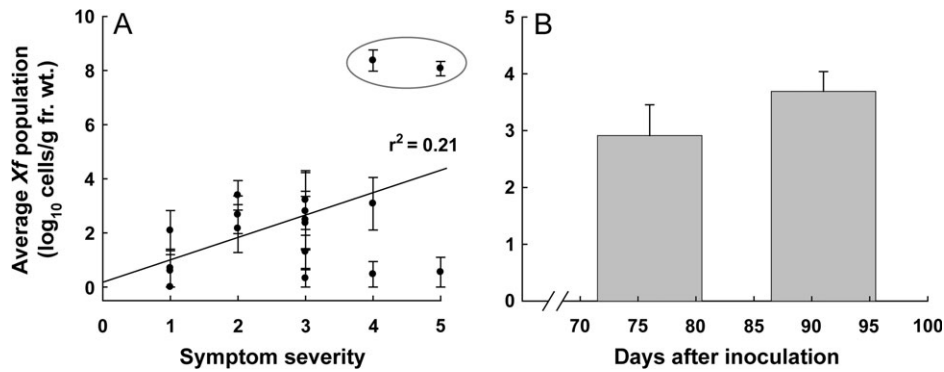 A
Average Xf population
(log10 cells/g fr. wt.)
10
8
6
4
2
0
r2 = 0.21
0 1 2 3 4 5
Symptom severity
B
5
4
3
2
1
0
70 75 80 85 90 95 100
Days after inoculation